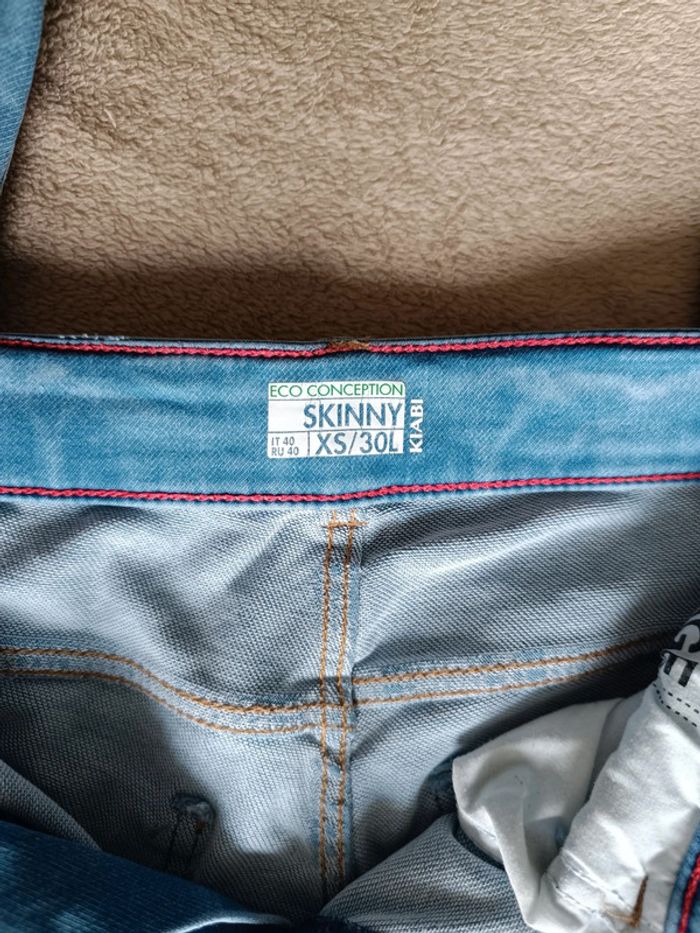 ECO CONCEPTION
SKINNY
IT 40
RU 40
XS/30L
KIABI